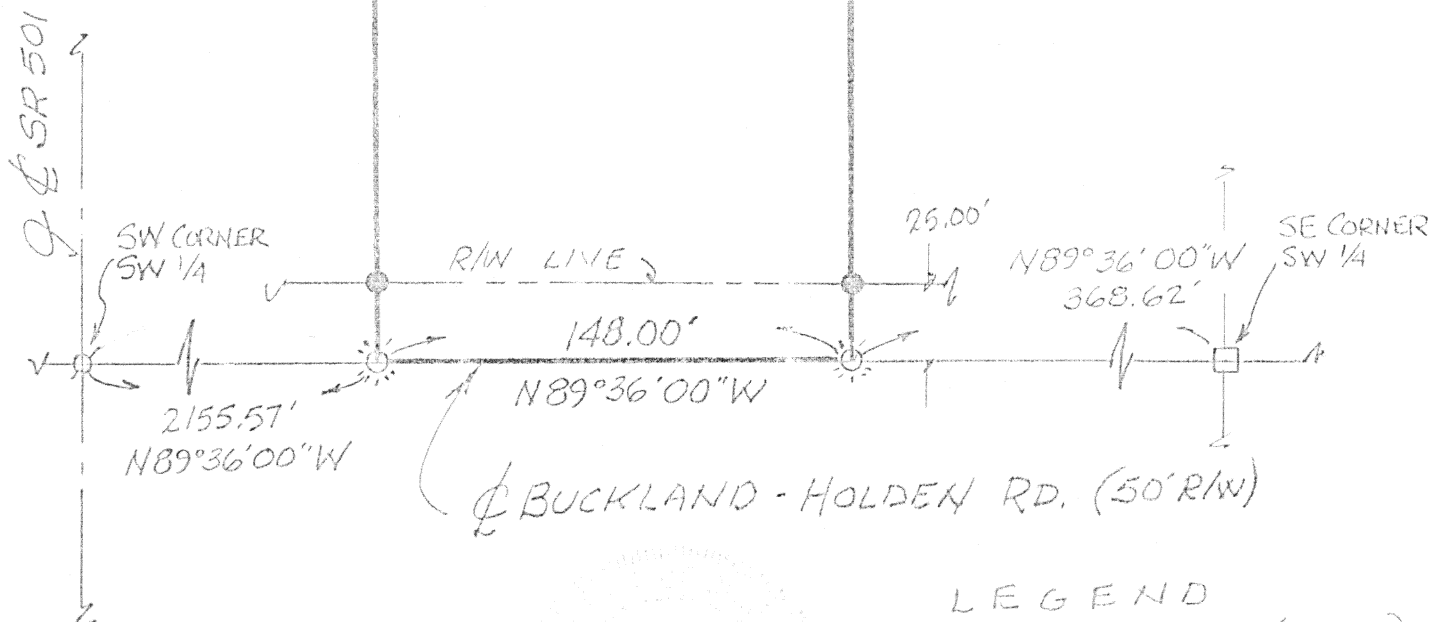 ℄ SR 501
SW CORNER
SW 1/4
R/W LINE
25.00'
N89°36'00"W
368.62'
SE CORNER
SW 1/4
148.00'
N89°36'00"W
2155.57'
N89°36'00"W
℄ BUCKLAND - HOLDEN RD. (50' R/W)
LEGEND